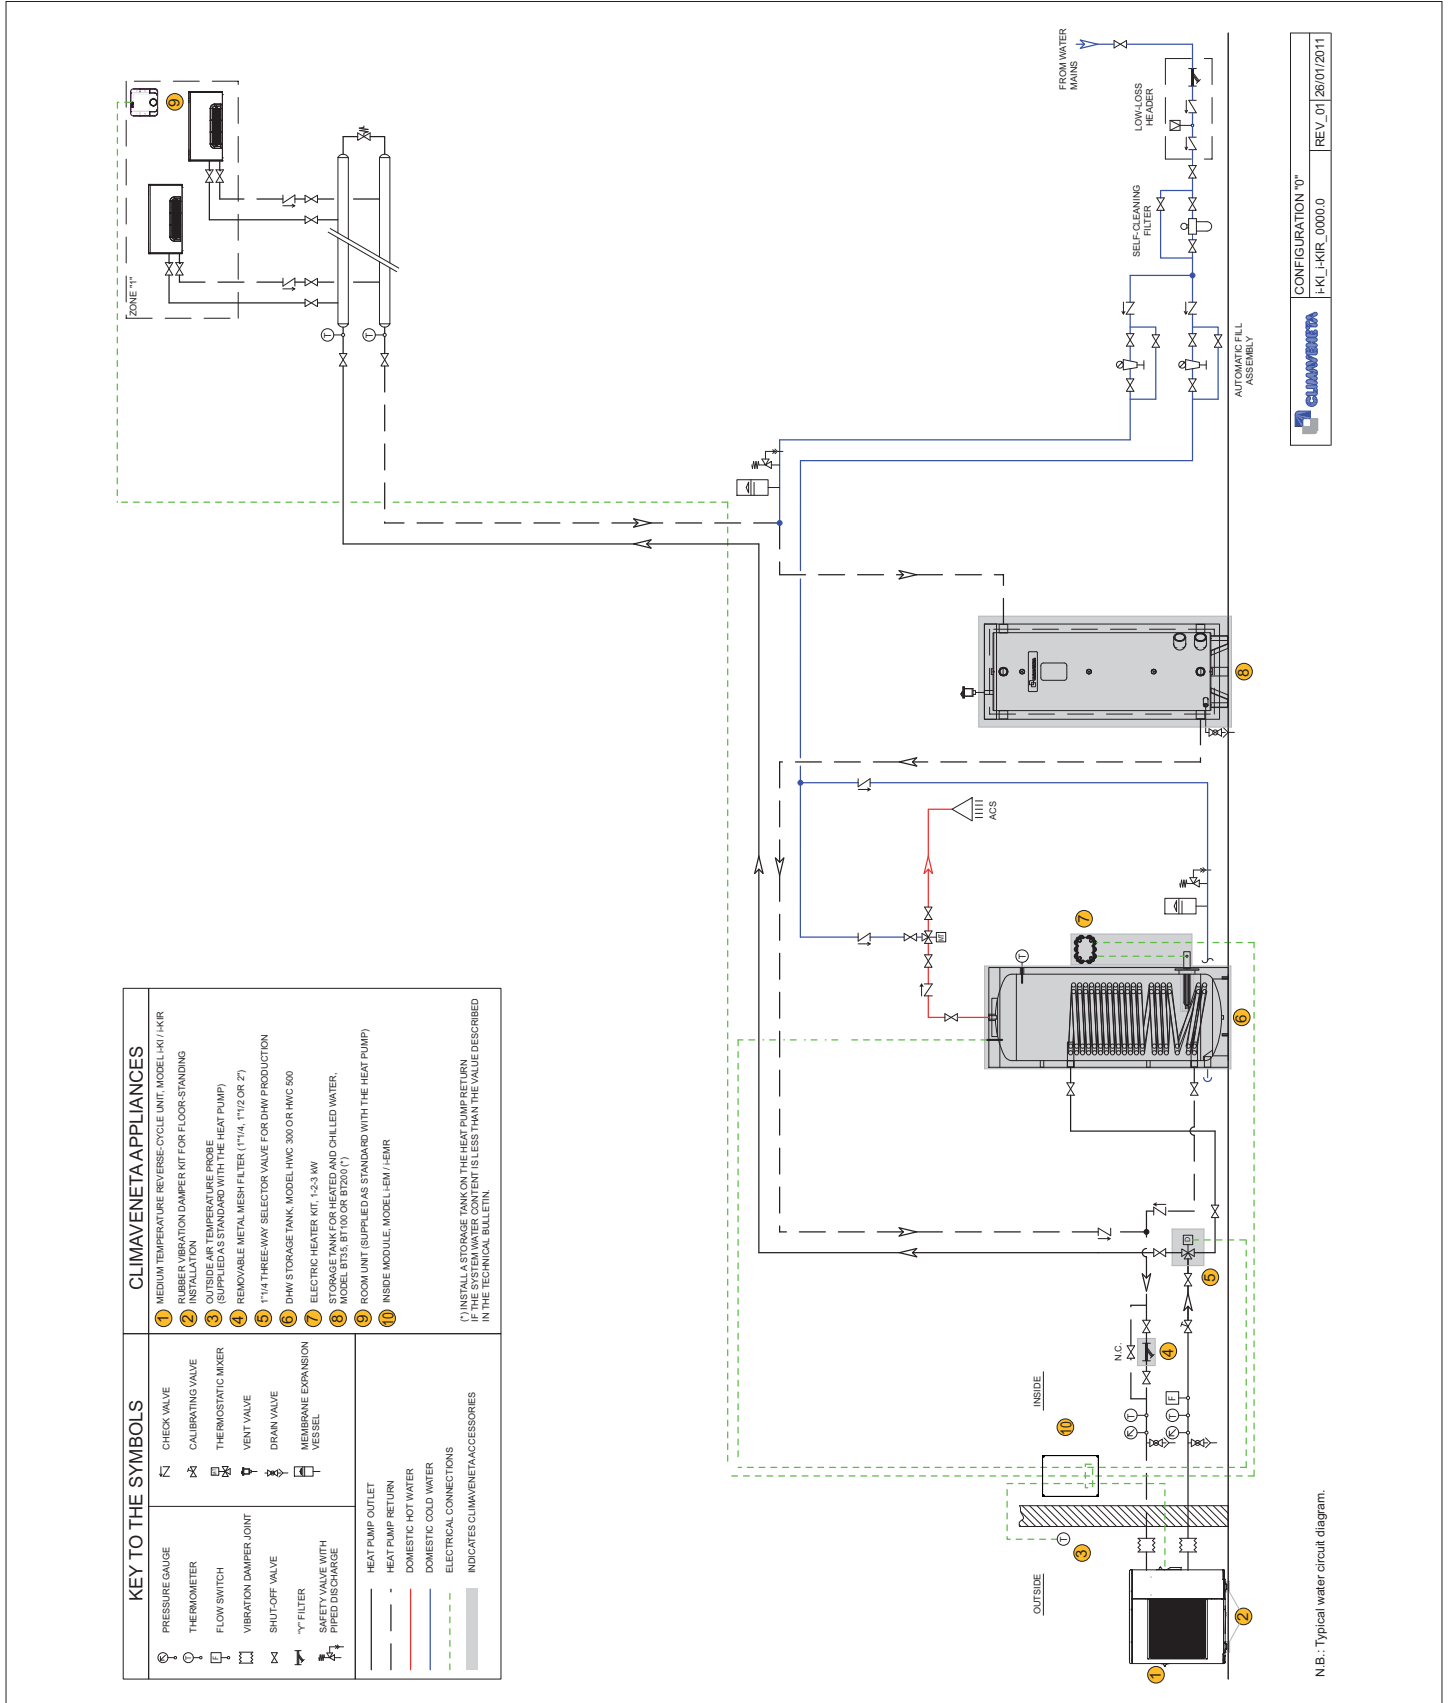 KEY TO THE SYMBOLS
PRESSURE GAUGE
THERMOMETER
FLOW SWITCH
VIBRATION DAMPER JOINT
SHUT-OFF VALVE
"Y" FILTER
SAFETY VALVE WITH
PIPED DISCHARGE
CHECK VALVE
CALIBRATING VALVE
THERMOSTATIC MIXER
VENT VALVE
DRAIN VALVE
MEMBRANE EXPANSION
VESSEL
HEAT PUMP OUTLET
HEAT PUMP RETURN
DOMESTIC HOT WATER
DOMESTIC COLD WATER
ELECTRICAL CONNECTIONS
INDICATES CLIMAVENETA ACCESSORIES
CLIMAVENETA APPLIANCES
1 MEDIUM TEMPERATURE REVERSE-CYCLE UNIT, MODEL i-KI / i-KIR
2 RUBBER VIBRATION DAMPER KIT FOR FLOOR-STANDING
INSTALLATION
3 OUTSIDE AIR TEMPERATURE PROBE
(SUPPLIED AS STANDARD WITH THE HEAT PUMP)
4 REMOVABLE METAL MESH FILTER (1"1/4, 1"1/2 OR 2")
5 1"1/4 THREE-WAY SELECTOR VALVE FOR DHW PRODUCTION
6 DHW STORAGE TANK, MODEL HWC 300 OR HWC 500
7 ELECTRIC HEATER KIT, 1-2-3 kW
8 STORAGE TANK FOR HEATED AND CHILLED WATER,
MODEL BT35, BT100 OR BT200 (*)
9 ROOM UNIT (SUPPLIED AS STANDARD WITH THE HEAT PUMP)
10 INSIDE MODULE, MODEL i-EM / i-EMR
(*) INSTALL A STORAGE TANK ON THE HEAT PUMP RETURN
IF THE SYSTEM WATER CONTENT IS LESS THAN THE VALUE DESCRIBED
IN THE TECHNICAL BULLETIN.
ZONE "1"
9
T
T
FROM WATER
MAINS
LOW-LOSS
HEADER
SELF-CLEANING
FILTER
AUTOMATIC FILL
ASSEMBLY
8
ACS
7
T
6
5
N.C.
4
F
T
T
INSIDE
10
T
3
OUTSIDE
1
2
N.B.: Typical water circuit diagram.
CLIMAVENETA
CONFIGURATION "0"
i-KI_i-KIR_0000.0
REV_01
26/01/2011